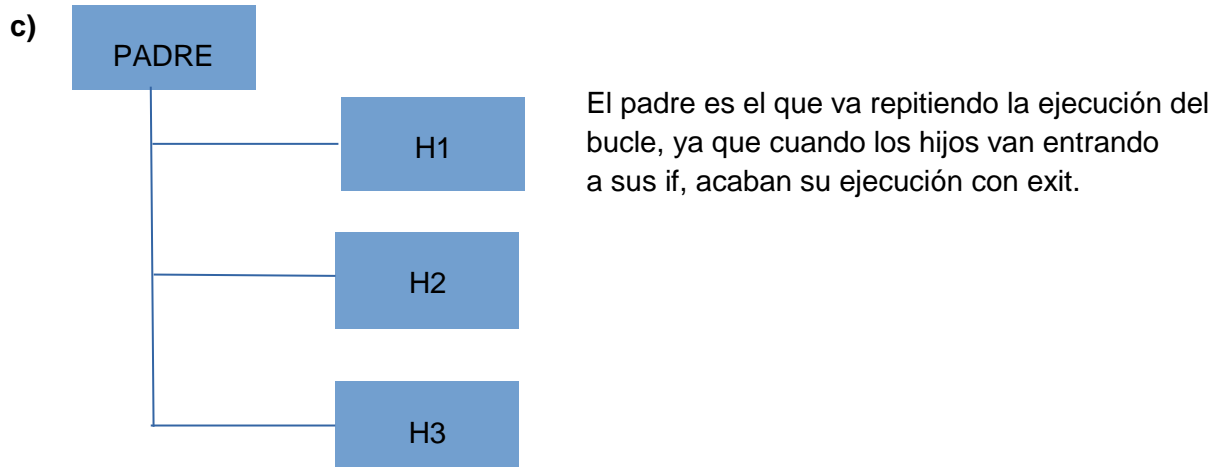 c)
PADRE
El padre es el que va repitiendo la ejecución del
bucle, ya que cuando los hijos van entrando
a sus if, acaban su ejecución con exit.
H1
H2
H3